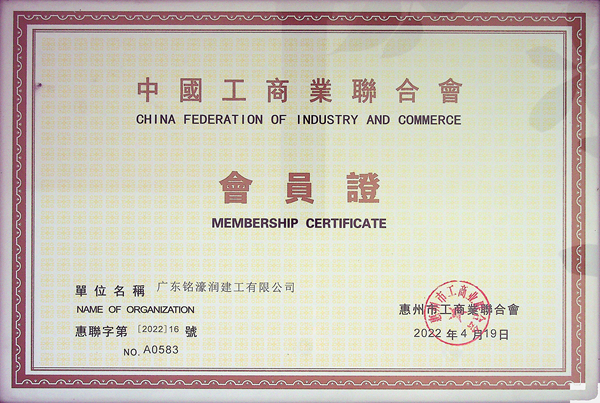 中國工商業聯合會
CHINA FEDERATION OF INDUSTRY AND COMMERCE
會員證
MEMBERSHIP CERTIFICATE
單位名稱 广东铭濠润建工有限公司
NAME OF ORGANIZATION
惠聯字第 [2022]16 號
NO. A0583
惠州市工商業聯合會
2022 年 4 月 19 日